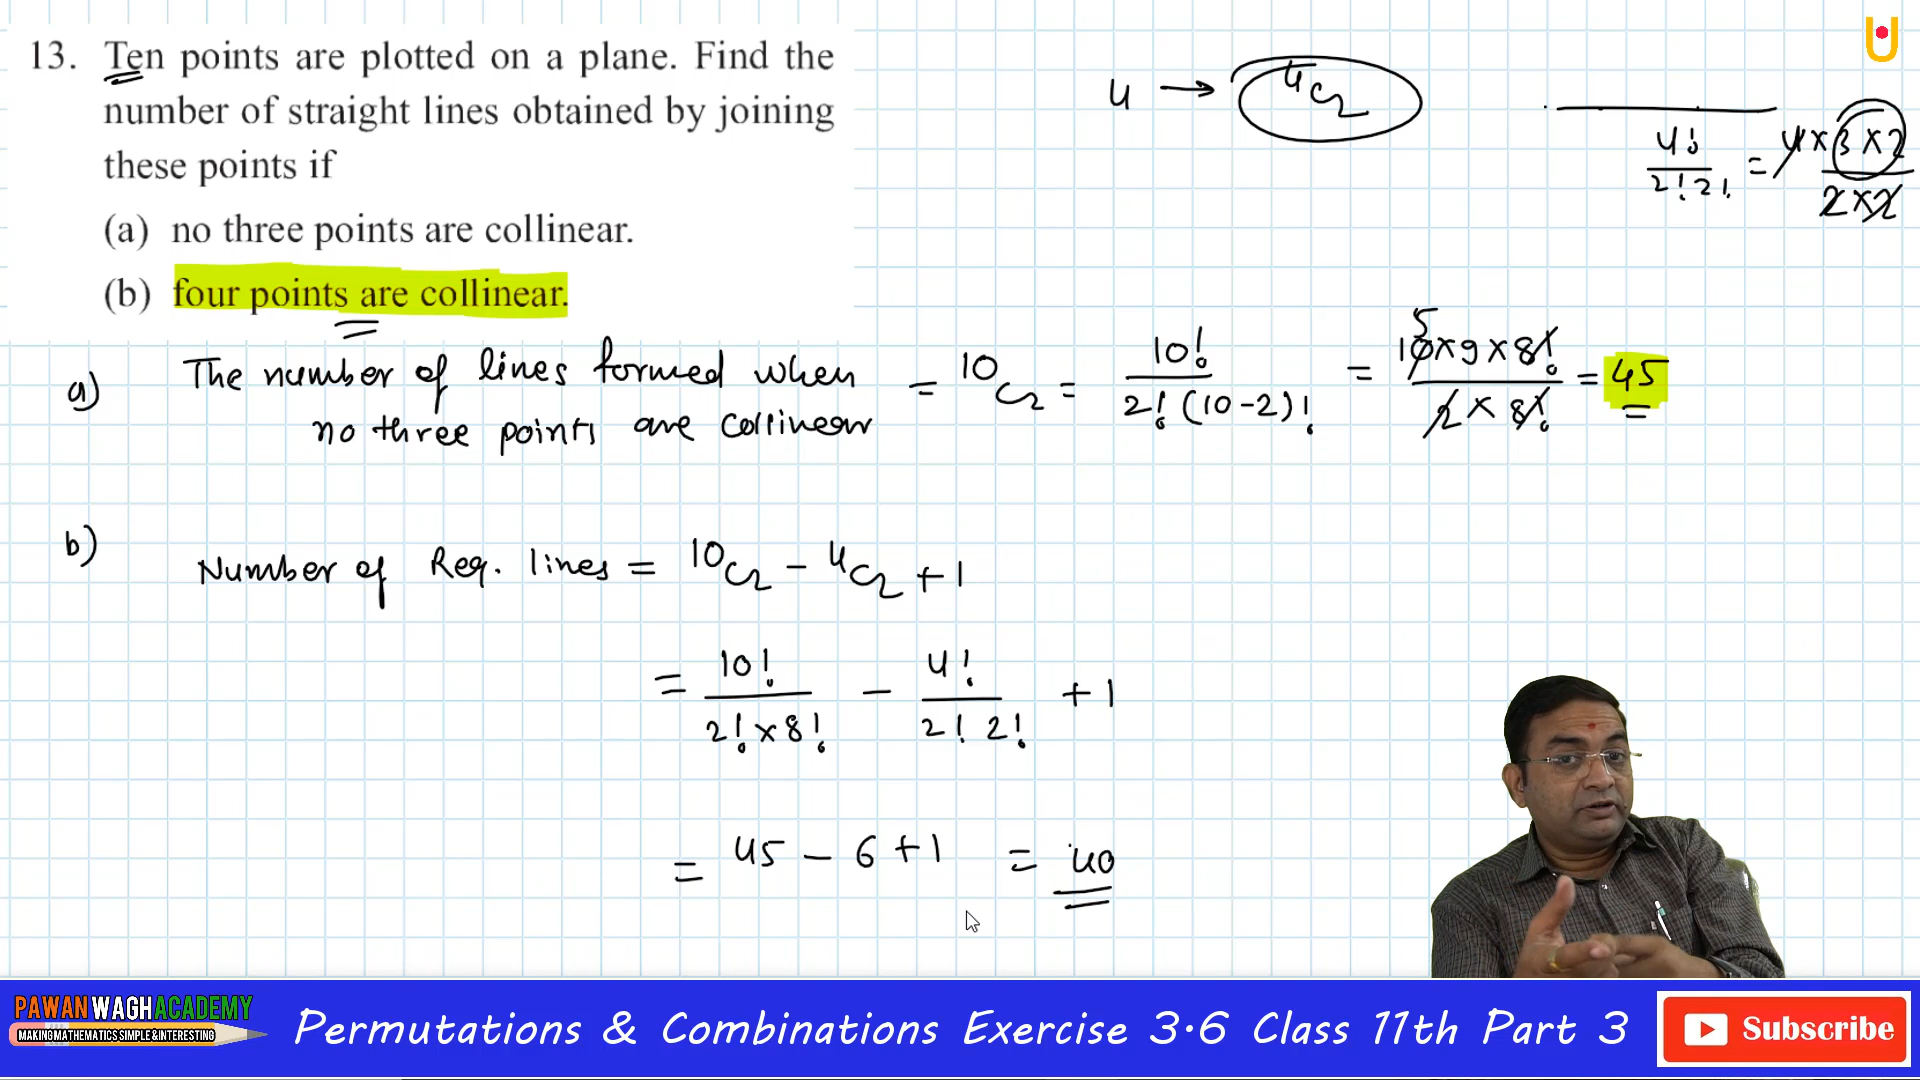 13. Ten points are plotted on a plane. Find the
number of straight lines obtained by joining
these points if
(a) no three points are collinear.
(b) four points are collinear.
4 → 4C2
4! / 2! 2! = 4 × 3 × 2 / 2 × 2
a) The number of lines formed when
no three points are collinear
= 10C2 = 10! / 2! (10-2)! = 5 10 × 9 × 8! / 2 × 8! = 45
b) Number of Req. lines = 10C2 - 4C2 + 1
= 10! / 2! × 8! - 4! / 2! 2! + 1
= 45 - 6 + 1 = 40
PAWAN WAGH ACADEMY
MAKING MATHEMATICS SIMPLE & INTERESTING
Permutations & Combinations Exercise 3.6 Class 11th Part 3
Subscribe